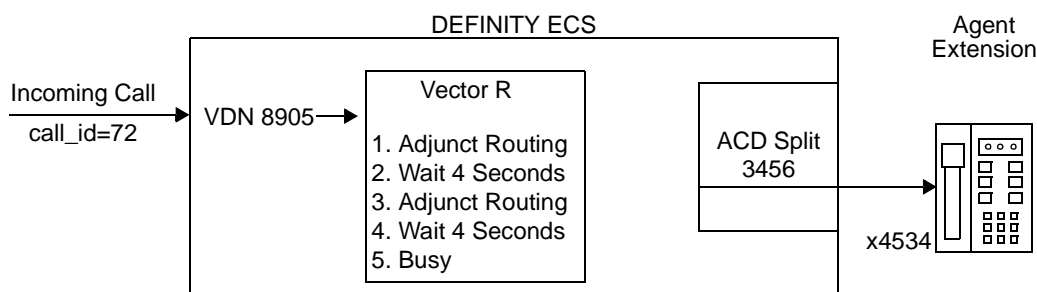 DEFINITY ECS
Agent
Extension
Incoming Call
call_id=72
VDN 8905
Vector R
1. Adjunct Routing
2. Wait 4 Seconds
3. Adjunct Routing
4. Wait 4 Seconds
5. Busy
ACD Split
3456
x4534